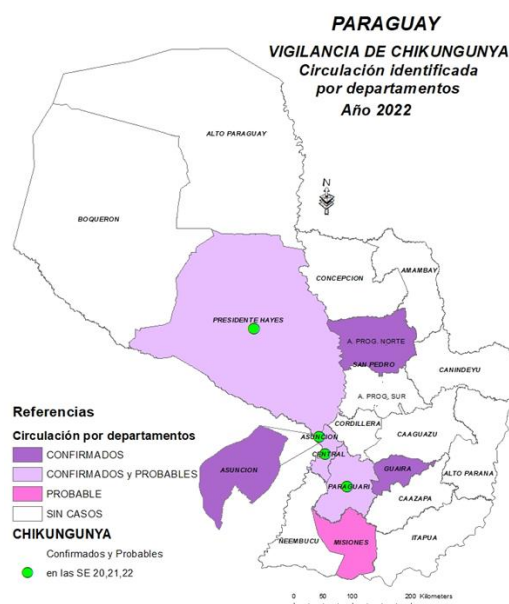 PARAGUAY
VIGILANCIA DE CHIKUNGUNYA
Circulación identificada
por departamentos
Año 2022
ALTO PARAGUAY
N
BOQUERON
CONCEPCION
AMAMBAY
PRESIDENTE HAYES
A. PROG. NORTE
SAN PEDRO
CANINDEYU
A. PROG, SUR
Referencias
Circulación por departamentos
CONFIRMADOS
CONFIRMADOS y PROBABLES
PROBABLE
SIN CASOS
CHIKUNGUNYA
Confirmados y Probables
en las SE 20,21,22
ASUNCION
ASUNCION
CORDILLERA
CENTRAL
CAAGUAZU
PARAGUARI
GUAIRA
ALTO PARANA
CAAZAPA
ÑEEMBUCU
MISIONES
ITAPUA
0 50 100 200 Kilometers